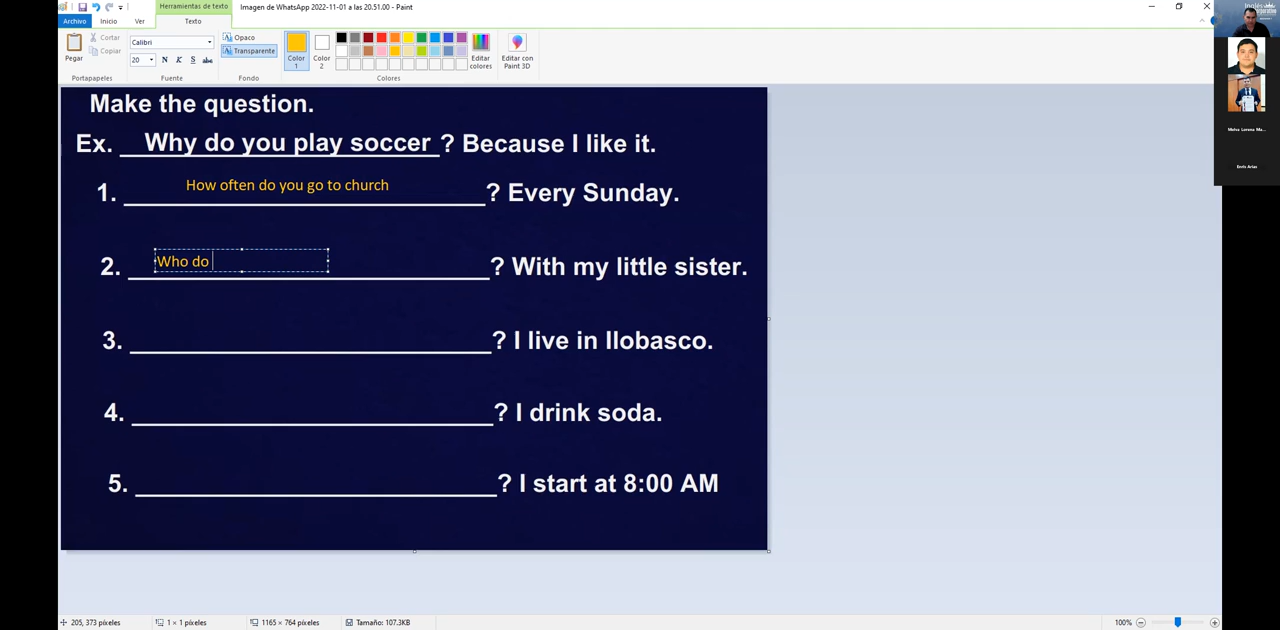 Herramientas de texto
Imagen de WhatsApp 2022-11-01 a las 20.51.00 - Paint
Archivo Inicio Ver Texto
Pegar
Cortar
Copiar
Portapapeles
Calibri
20
N K S abc
Fuente
Opaco
Transparente
Fondo
Color 1
Color 2
Editar colores
Editar con Paint 3D
Colores
Make the question.
Ex. Why do you play soccer? Because I like it.
1. How often do you go to church ? Every Sunday.
2. Who do ? With my little sister.
3. ? I live in Ilobasco.
4. ? I drink soda.
5. ? I start at 8:00 AM
205, 373 píxeles
1 × 1 píxeles
1165 × 764 píxeles
Tamaño: 107.3KB
100%
Inglés
Enris Arias